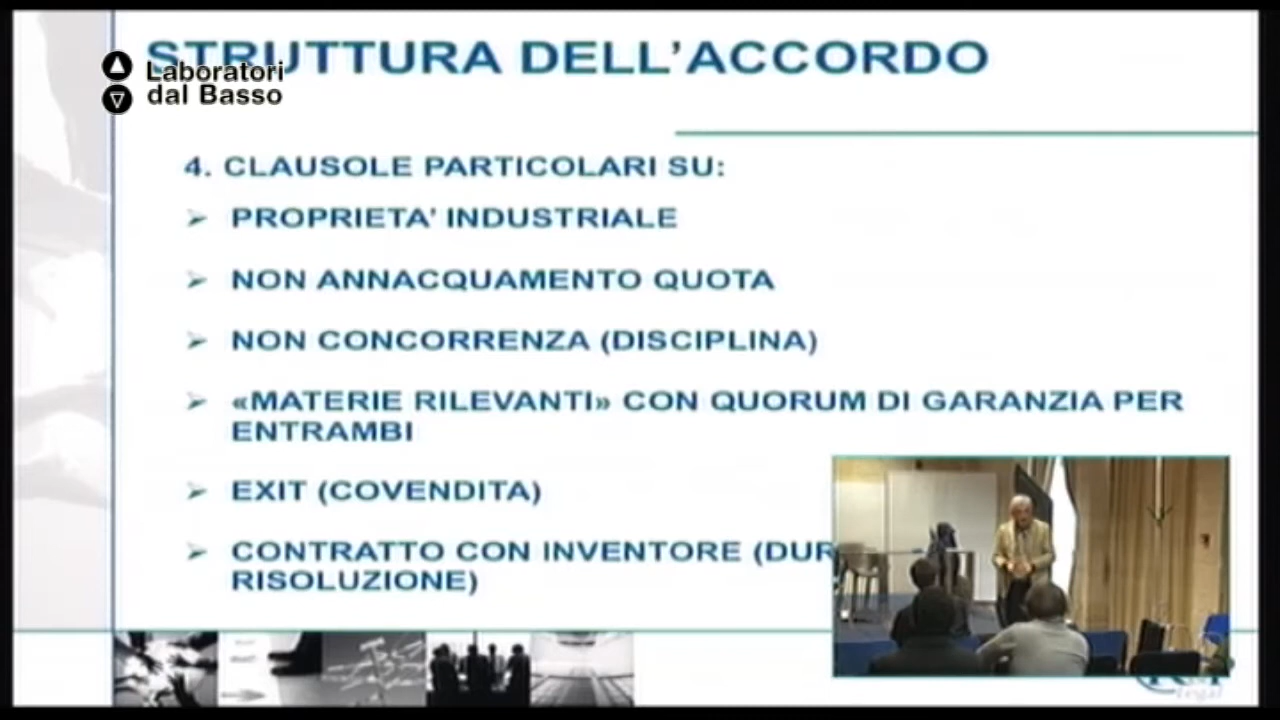 STRUTTURA DELL'ACCORDO
Laboratori
dal Basso
4. CLAUSOLE PARTICOLARI SU:
PROPRIETA' INDUSTRIALE
NON ANNACQUAMENTO QUOTA
NON CONCORRENZA (DISCIPLINA)
«MATERIE RILEVANTI» CON QUORUM DI GARANZIA PER
ENTRAMBI
EXIT (COVENDITA)
CONTRATTO CON INVENTORE (DUR
RISOLUZIONE)
Legal